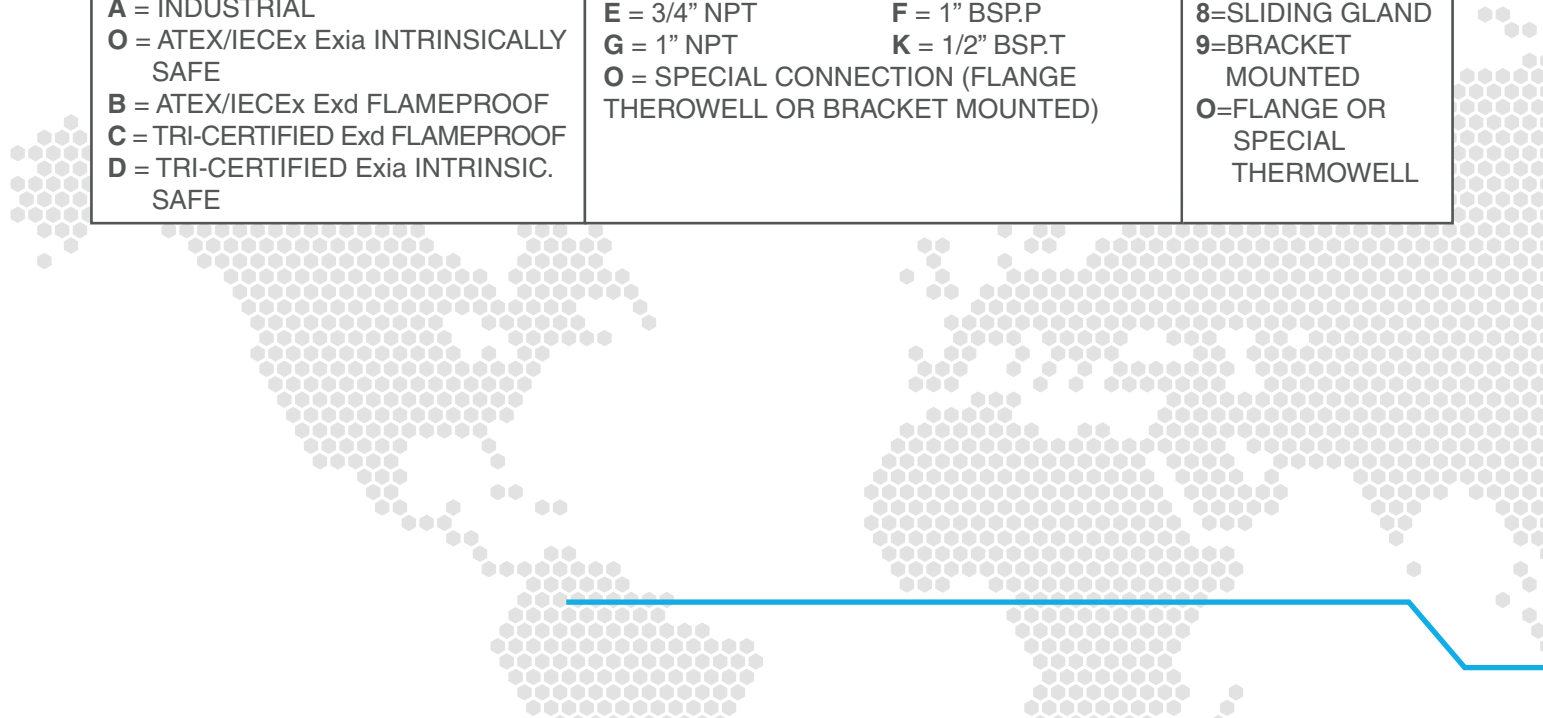 A = INDUSTRIAL
O = ATEX/IECEx Exia INTRINSICALLY
SAFE
B = ATEX/IECEx Exd FLAMEPROOF
C = TRI-CERTIFIED Exd FLAMEPROOF
D = TRI-CERTIFIED Exia INTRINSIC.
SAFE
E = 3/4” NPT F = 1” BSP.P
G = 1” NPT K = 1/2” BSP.T
O = SPECIAL CONNECTION (FLANGE
THEROWELL OR BRACKET MOUNTED)
8=SLIDING GLAND
9=BRACKET
MOUNTED
O=FLANGE OR
SPECIAL
THERMOWELL